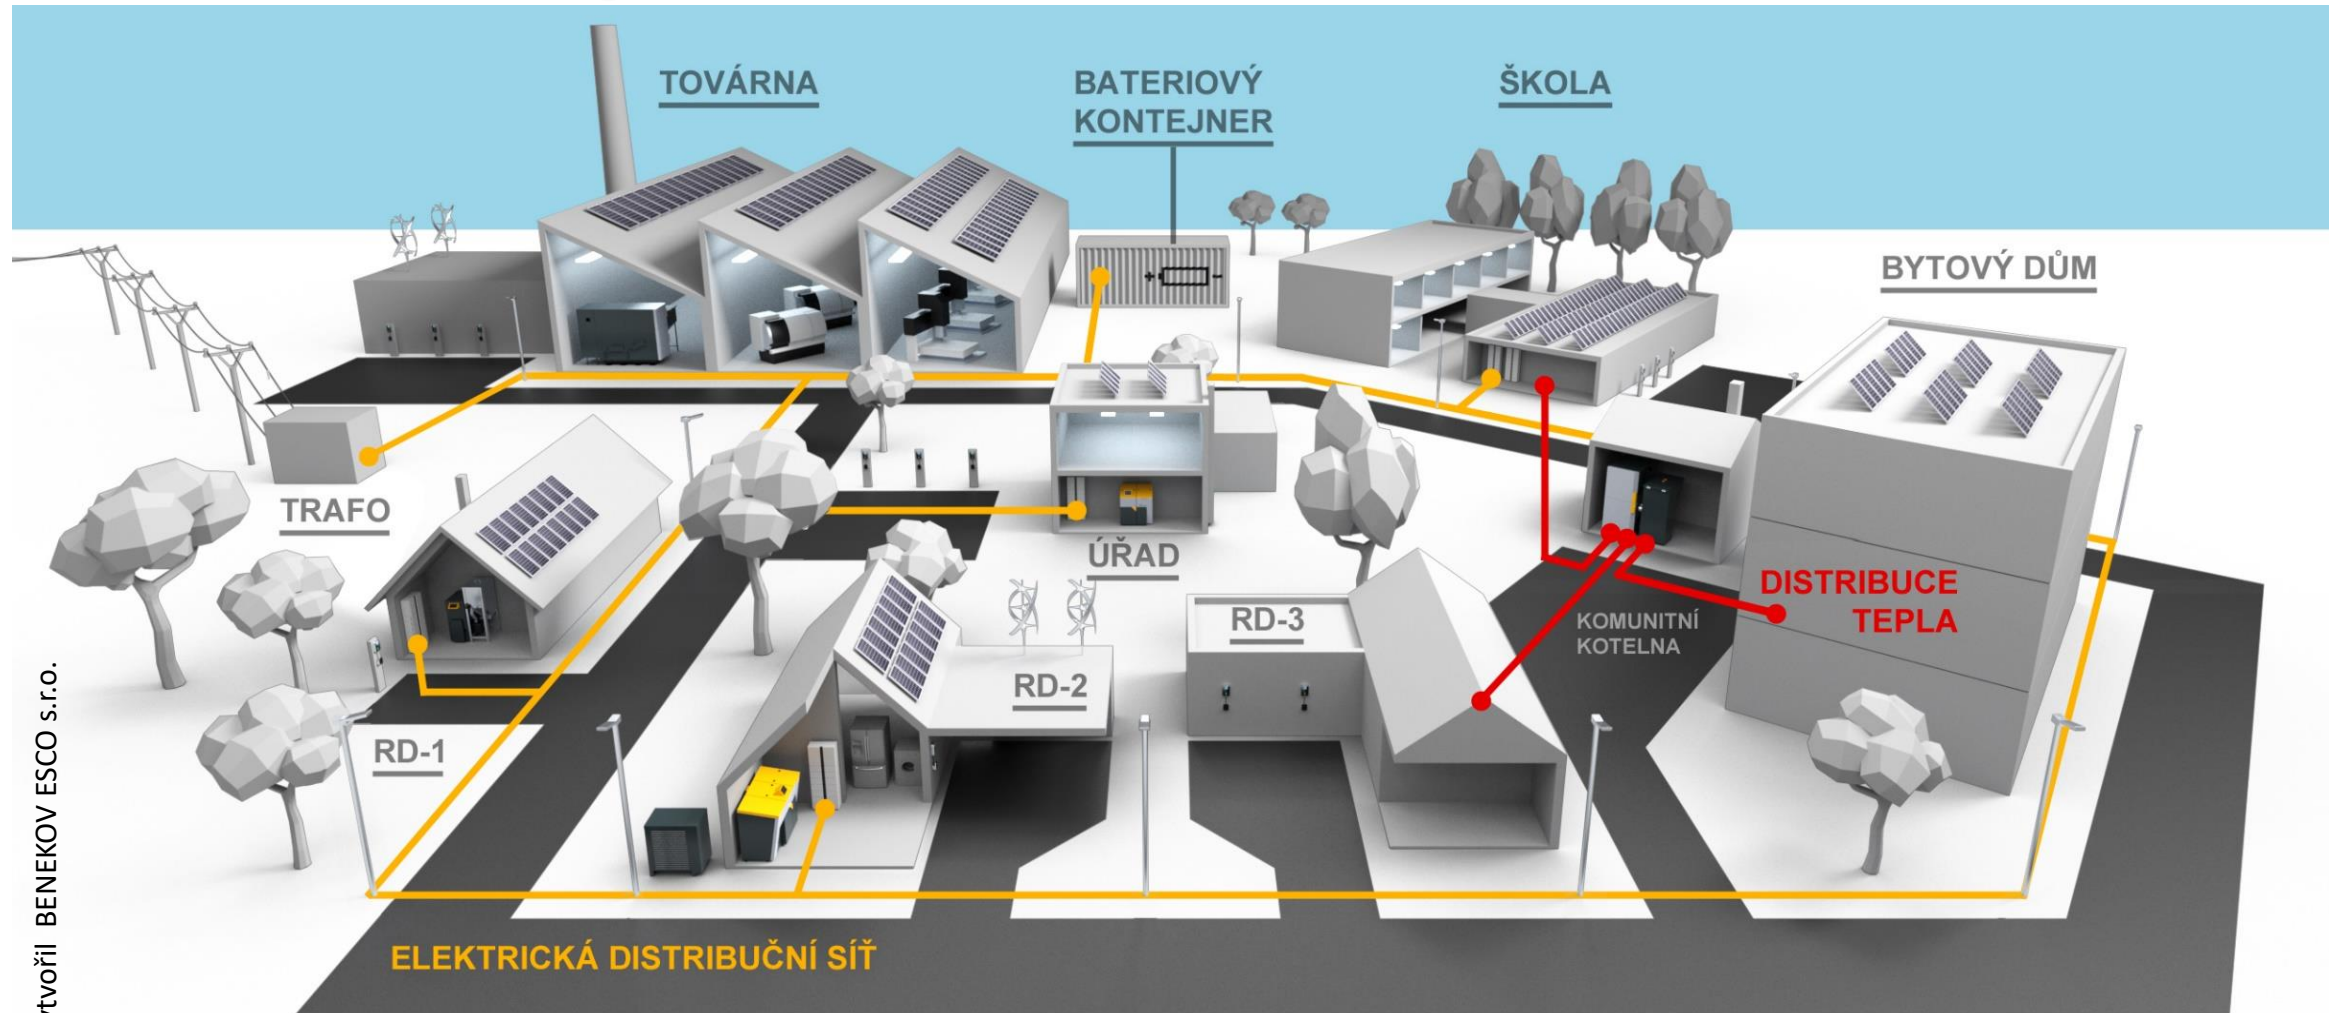 TOVÁRNA
BATERIOVÝ
KONTEJNER
ŠKOLA
BYTOVÝ DŮM
TRAFO
ÚŘAD
DISTRIBUCE
TEPLA
KOMUNITNÍ
KOTELNA
RD-3
RD-2
RD-1
ELEKTRICKÁ DISTRIBUČNÍ SÍŤ
ytvořil BENEKOV ESCO s.r.o.